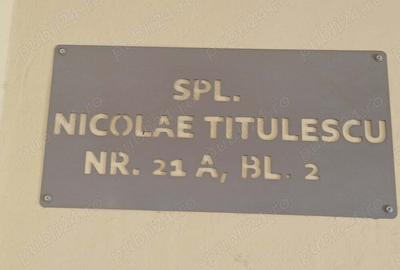 SPL.
NICOLAE TITULESCU
NR. 21 A, BL. 2